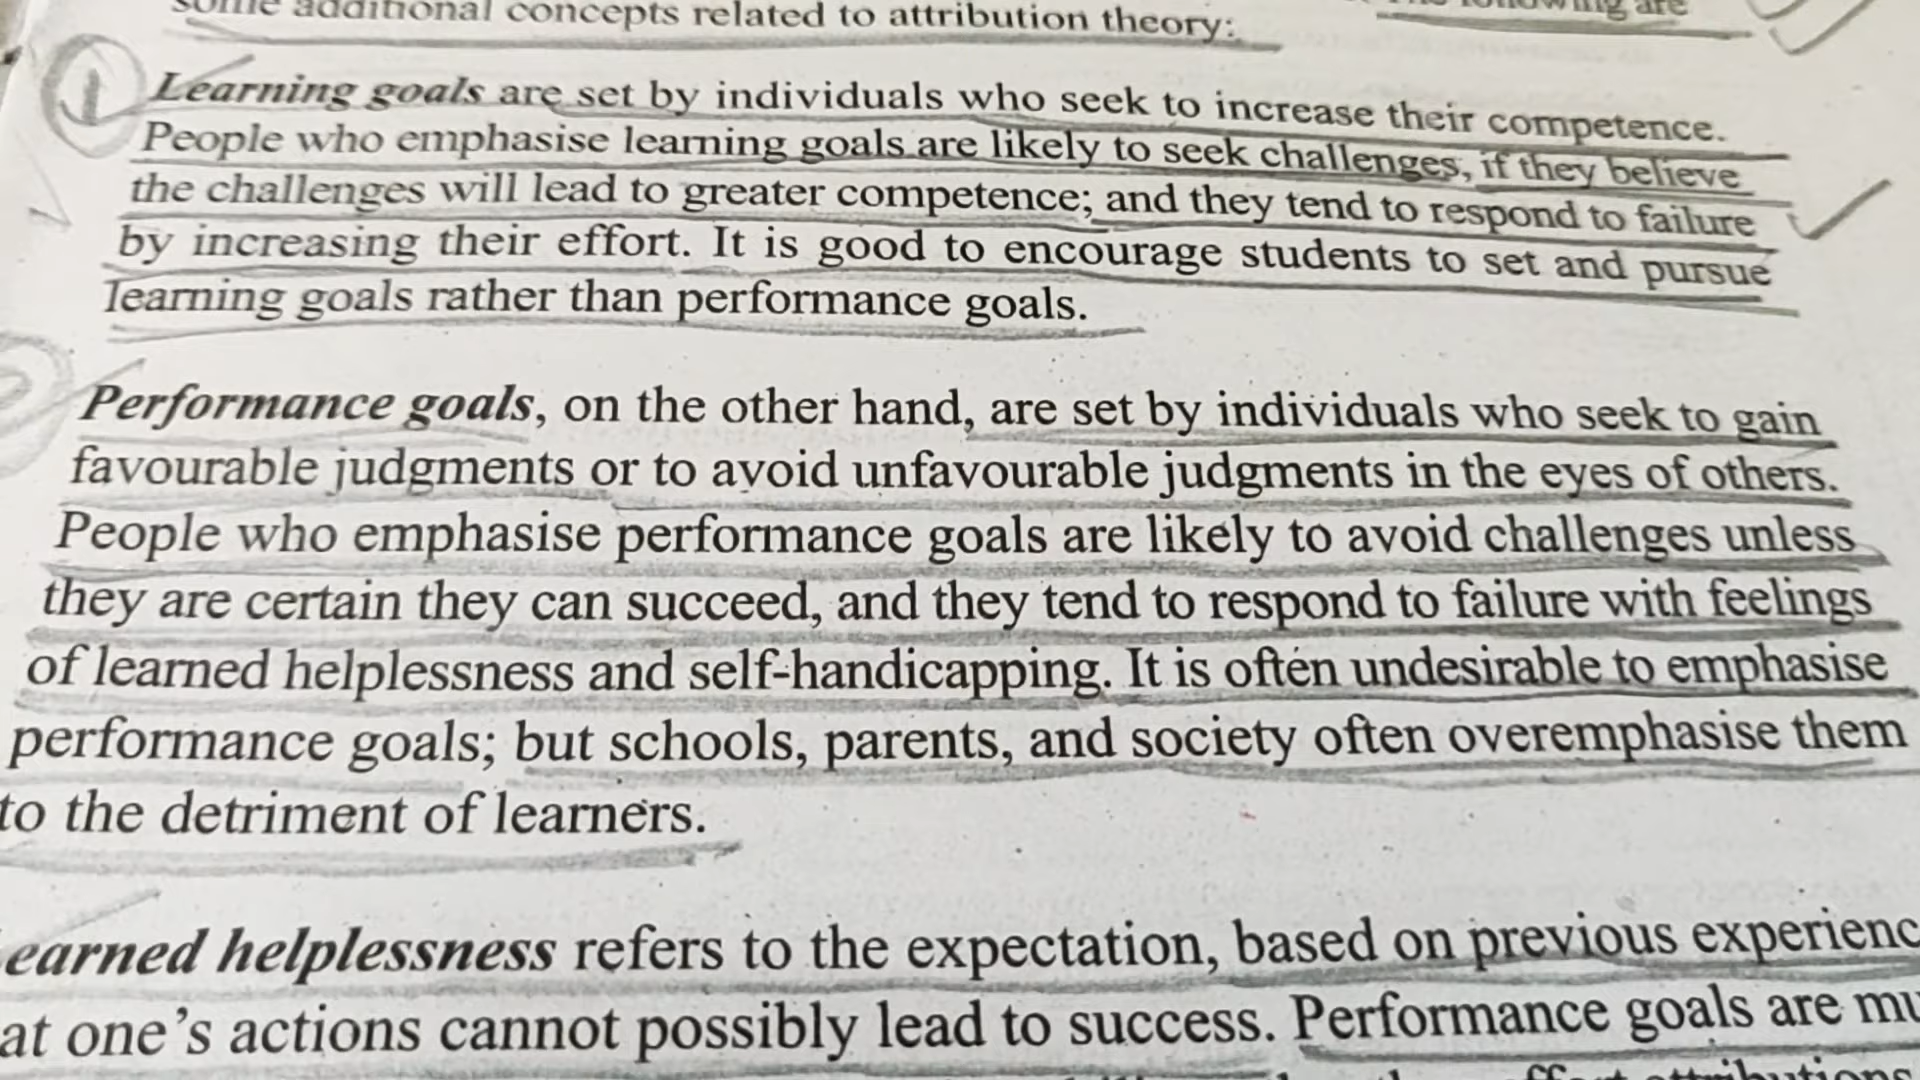 some additional concepts related to attribution theory:
The following are
1
Learning goals are set by individuals who seek to increase their competence.
People who emphasise learning goals are likely to seek challenges, if they believe
the challenges will lead to greater competence; and they tend to respond to failure
by increasing their effort. It is good to encourage students to set and pursue
learning goals rather than performance goals.
Performance goals, on the other hand, are set by individuals who seek to gain
favourable judgments or to avoid unfavourable judgments in the eyes of others.
People who emphasise performance goals are likely to avoid challenges unless
they are certain they can succeed, and they tend to respond to failure with feelings
of learned helplessness and self-handicapping. It is often undesirable to emphasise
performance goals; but schools, parents, and society often overemphasise them
to the detriment of learners.
earned helplessness refers to the expectation, based on previous experienc
at one's actions cannot possibly lead to success. Performance goals are mu
attributions